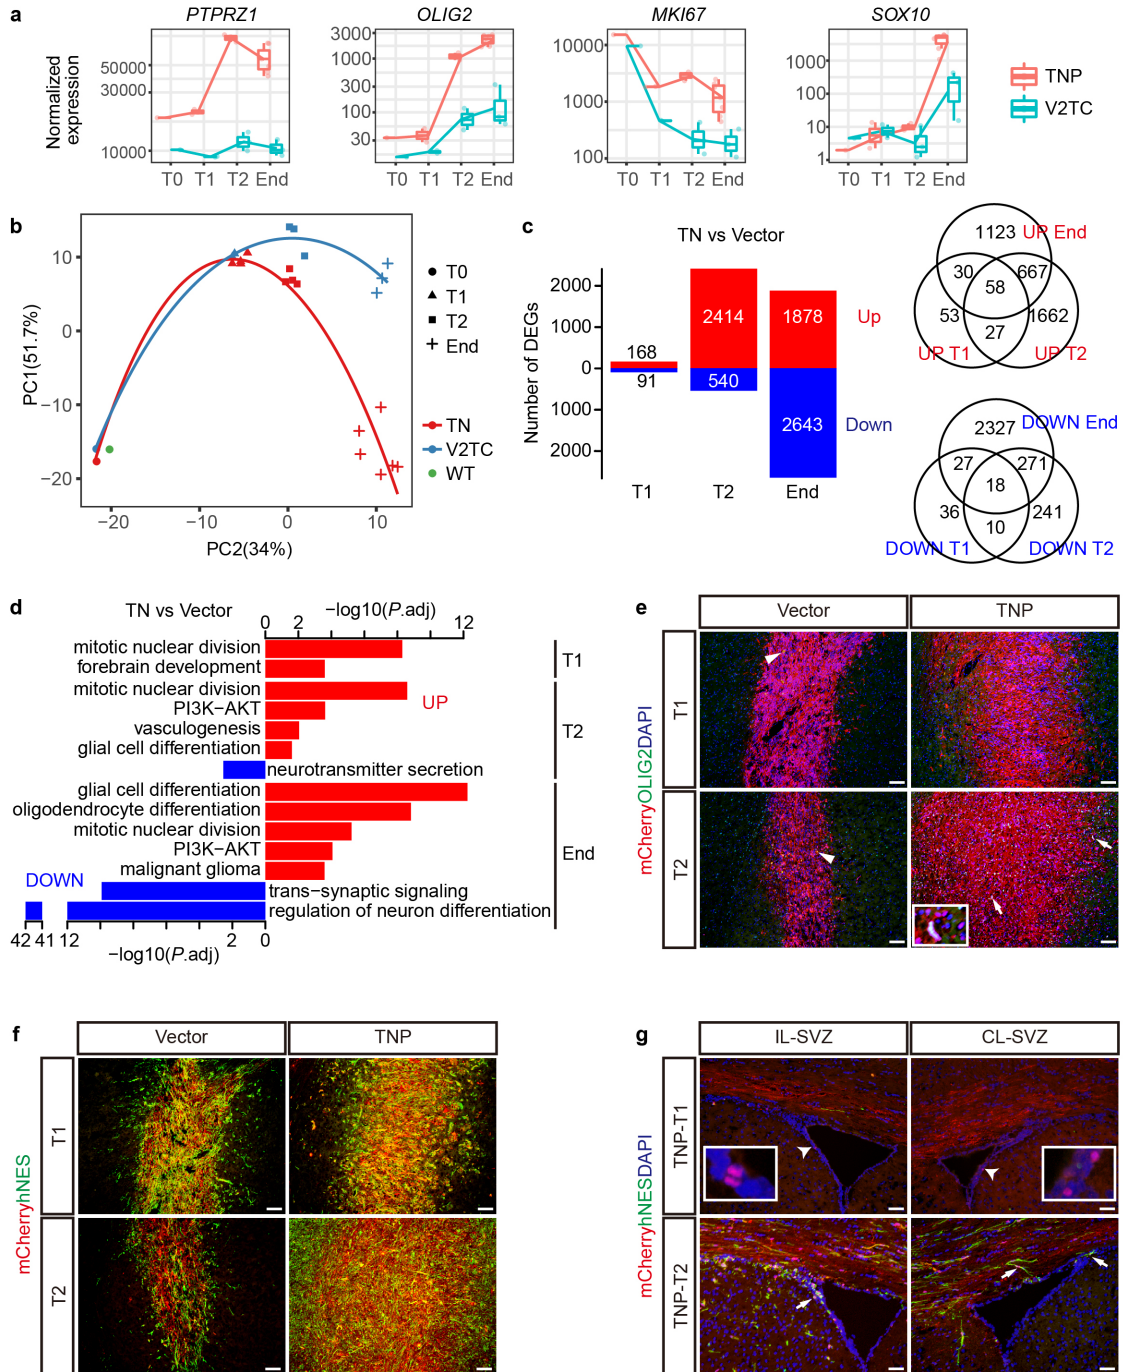 a
PTPRZ1 OLIG2 MKI67 SOX10
Normalized
expression
50000
30000
10000
T0 T1 T2 End
3000
1000
300
100
30
T0 T1 T2 End
10000
1000
100
T0 T1 T2 End
1000
100
10
1
T0 T1 T2 End
TNP
V2TC
b
PC1(51.7%)
10
0
−10
−20
−20 −10 0 10
PC2(34%)
T0
T1
T2
End
TN
V2TC
WT
c
TN vs Vector
Number of DEGs
2000
1000
0
1000
2000
168
91
2414
540
1878
2643
Up
Down
T1 T2 End
1123 UP End
30 667
58
53 27 1662
UP T1 UP T2
2327 DOWN End
27 271
18
36 10 241
DOWN T1 DOWN T2
d
TN vs Vector −log10(P.adj)
0 2 12
mitotic nuclear division
forebrain development
T1
mitotic nuclear division
PI3K−AKT
vasculogenesis
glial cell differentiation
neurotransmitter secretion
UP
T2
glial cell differentiation
oligodendrocyte differentiation
mitotic nuclear division
PI3K−AKT
malignant glioma
End
DOWN
trans−synaptic signaling
regulation of neuron differentiation
42 41 12 2 0
−log10(P.adj)
e
Vector TNP
mCherryOLIG2DAPI
T1
T2
f
Vector TNP
mCherryhNES
T1
T2
g
IL-SVZ CL-SVZ
mCherryhNESDAPI
TNP-T1
TNP-T2